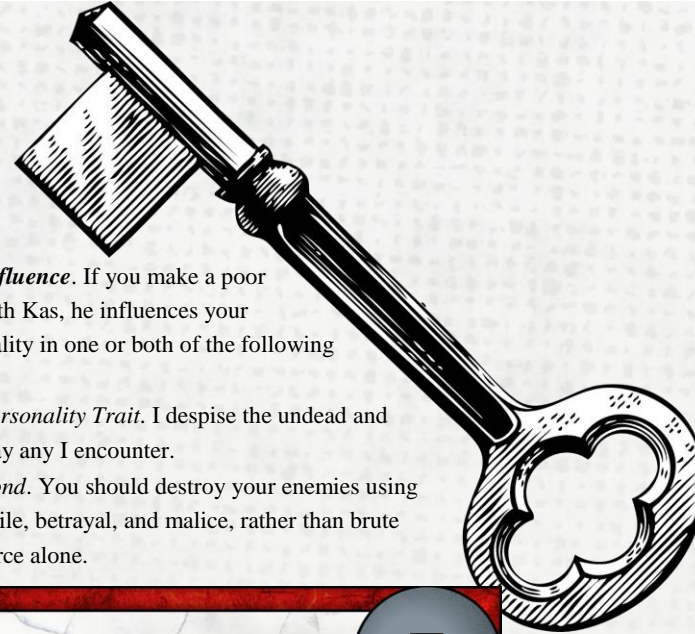 fluence. If you make a poor
th Kas, he influences your
ality in one or both of the following
ersonality Trait. I despise the undead and
y any I encounter.
ond. You should destroy your enemies using
ile, betrayal, and malice, rather than brute
rce alone.